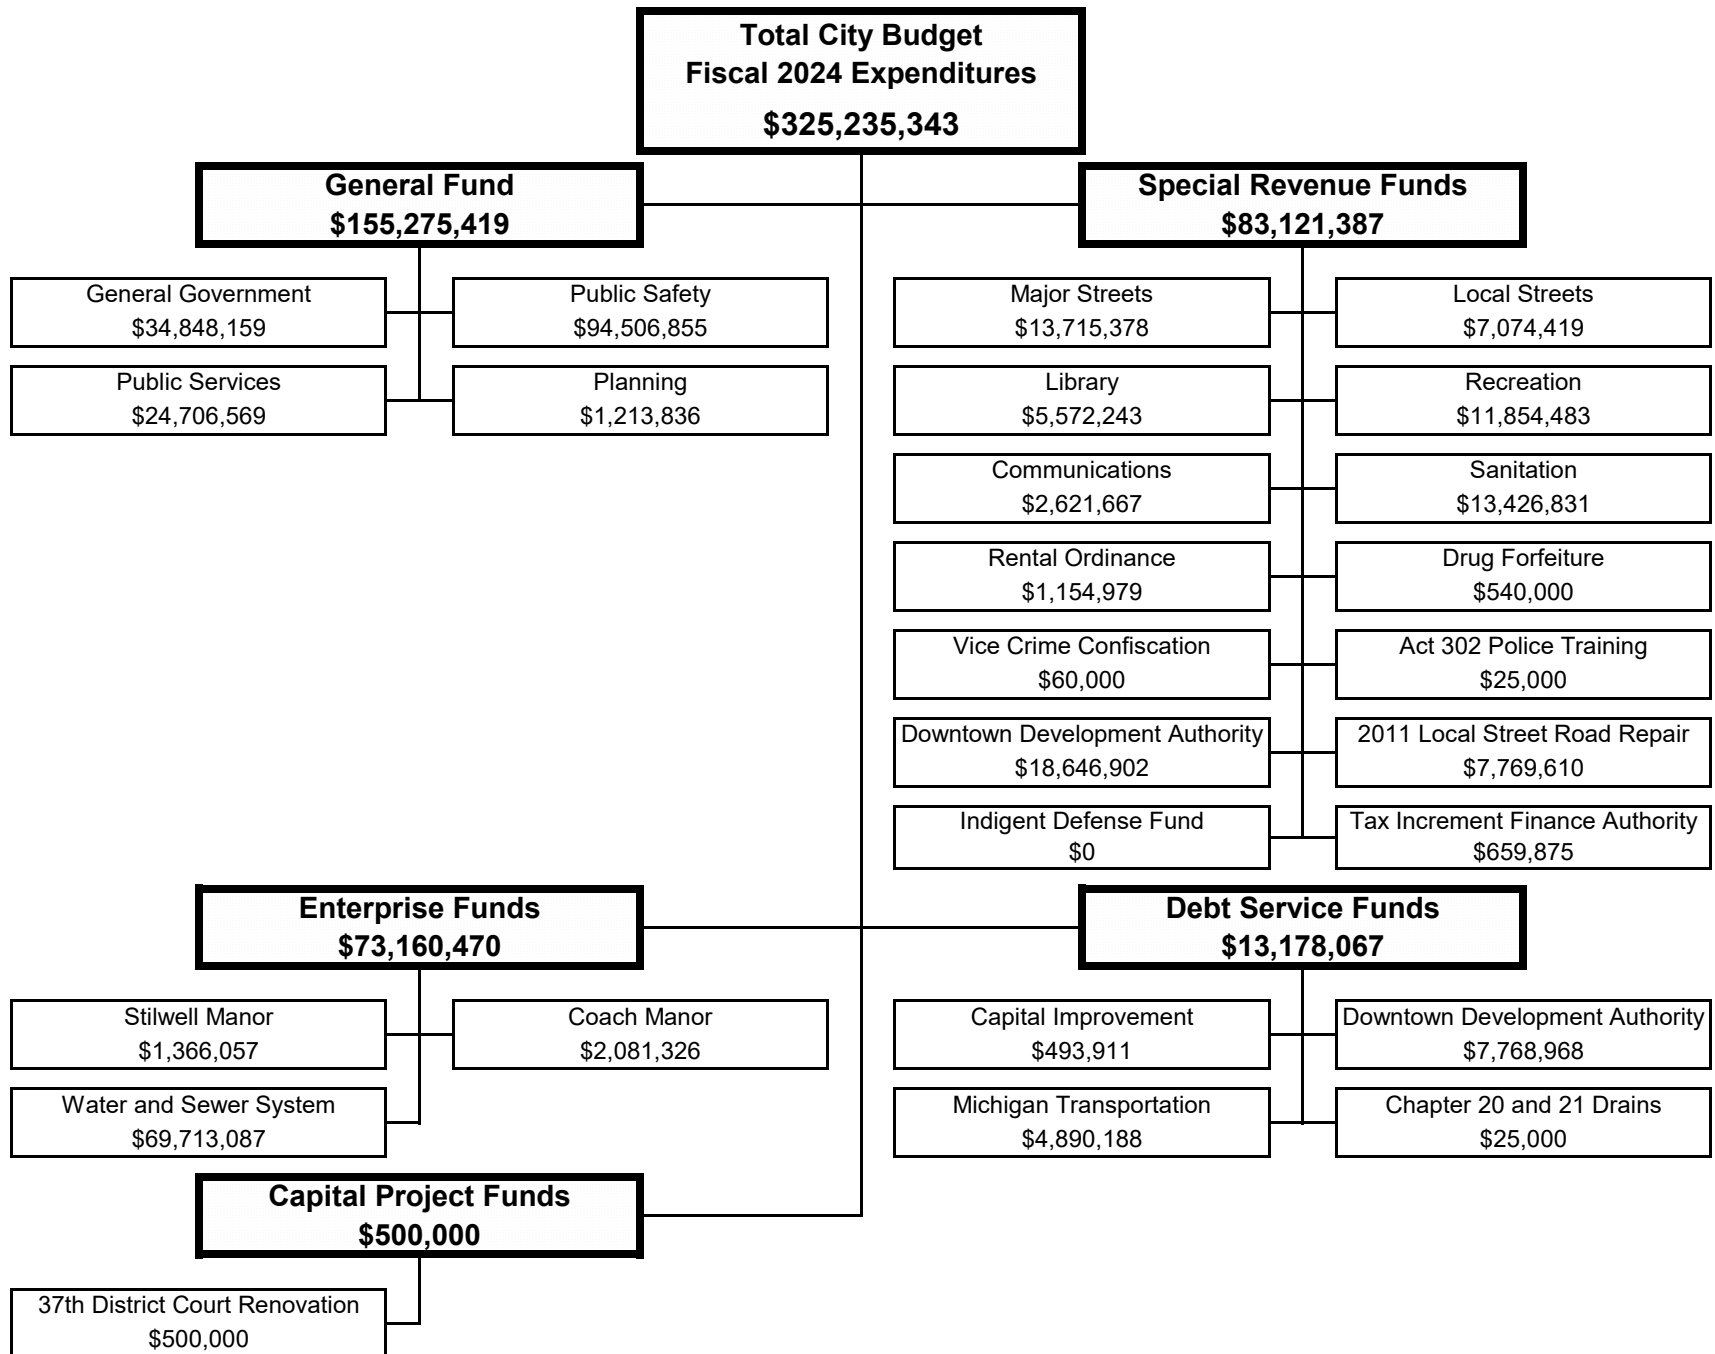 Total City Budget
Fiscal 2024 Expenditures
$325,235,343
General Fund
$155,275,419
Special Revenue Funds
$83,121,387
General Government
$34,848,159
Public Safety
$94,506,855
Major Streets
$13,715,378
Local Streets
$7,074,419
Public Services
$24,706,569
Planning
$1,213,836
Library
$5,572,243
Recreation
$11,854,483
Communications
$2,621,667
Sanitation
$13,426,831
Rental Ordinance
$1,154,979
Drug Forfeiture
$540,000
Vice Crime Confiscation
$60,000
Act 302 Police Training
$25,000
Downtown Development Authority
$18,646,902
2011 Local Street Road Repair
$7,769,610
Indigent Defense Fund
$0
Tax Increment Finance Authority
$659,875
Enterprise Funds
$73,160,470
Debt Service Funds
$13,178,067
Stilwell Manor
$1,366,057
Coach Manor
$2,081,326
Capital Improvement
$493,911
Downtown Development Authority
$7,768,968
Water and Sewer System
$69,713,087
Michigan Transportation
$4,890,188
Chapter 20 and 21 Drains
$25,000
Capital Project Funds
$500,000
37th District Court Renovation
$500,000